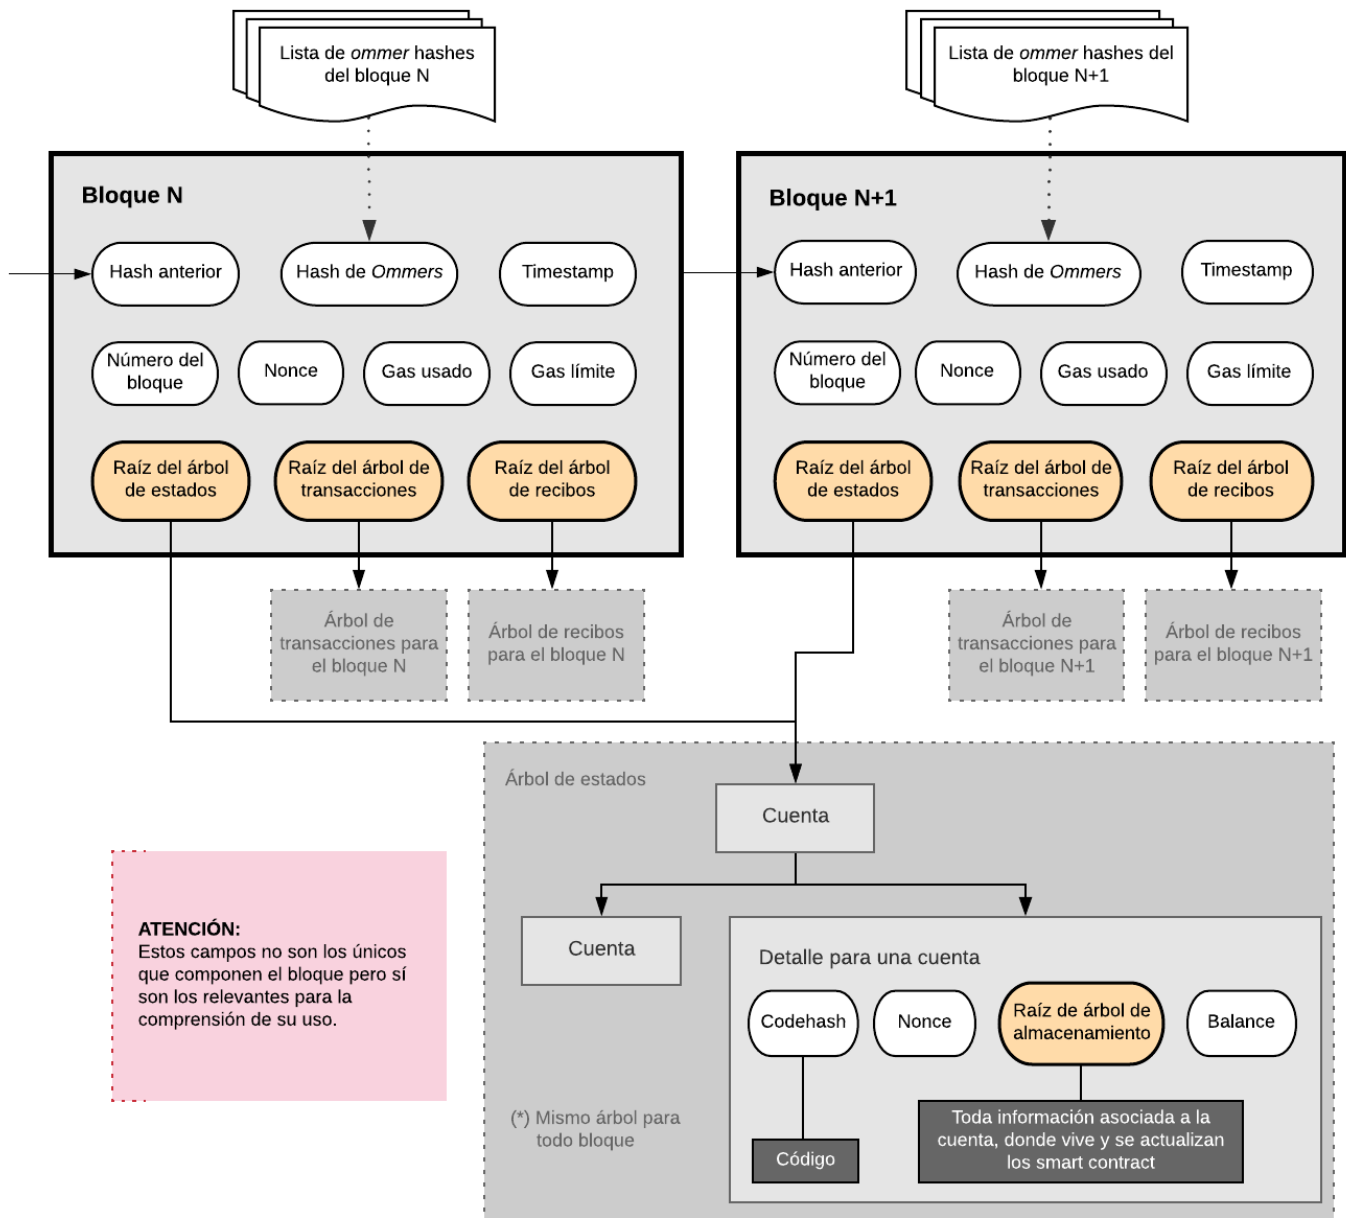 Lista de ommer hashes
del bloque N
Lista de ommer hashes del
bloque N+1
Bloque N
Hash anterior
Hash de Ommers
Timestamp
Número del
bloque
Nonce
Gas usado
Gas límite
Raíz del árbol
de estados
Raíz del árbol de
transacciones
Raíz del árbol
de recibos
Bloque N+1
Hash anterior
Hash de Ommers
Timestamp
Número del
bloque
Nonce
Gas usado
Gas límite
Raíz del árbol
de estados
Raíz del árbol de
transacciones
Raíz del árbol
de recibos
Árbol de
transacciones para
el bloque N
Árbol de recibos
para el bloque N
Árbol de
transacciones para
el bloque N+1
Árbol de recibos
para el bloque N+1
Árbol de estados
Cuenta
Cuenta
Detalle para una cuenta
Codehash
Nonce
Raíz de árbol de
almacenamiento
Balance
Código
Toda información asociada a la
cuenta, donde vive y se actualizan
los smart contract
(*) Mismo árbol para
todo bloque
ATENCIÓN:
Estos campos no son los únicos
que componen el bloque pero sí
son los relevantes para la
comprensión de su uso.